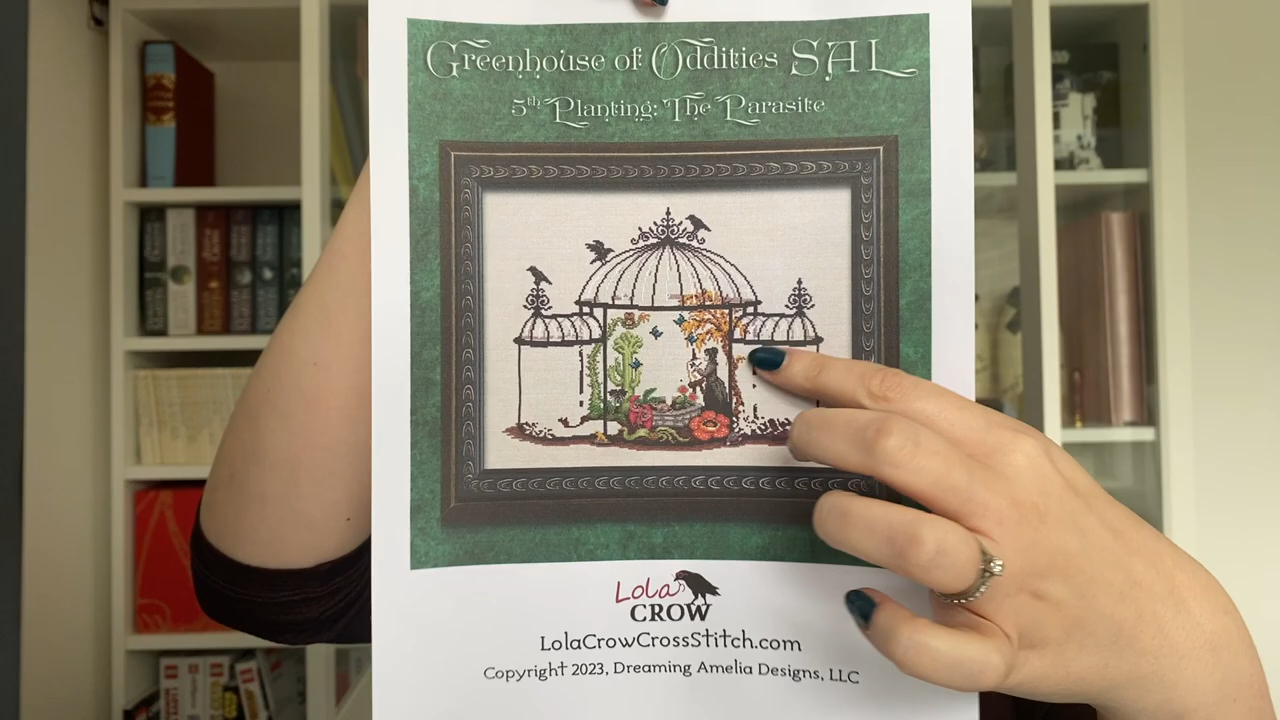 Greenhouse of Oddities SAL
5th Planting: The Parasite
Lola
CROW
LolaCrowCrossStitch.com
Copyright 2023, Dreaming Amelia Designs, LLC